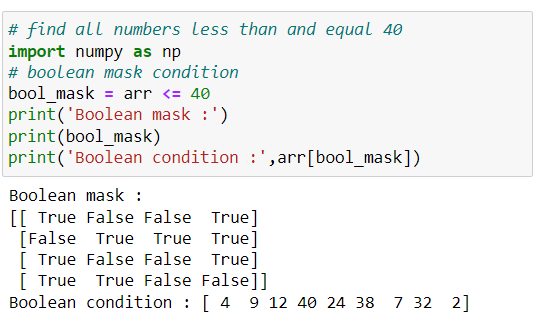 # find all numbers less than and equal 40
import numpy as np
# boolean mask condition
bool_mask = arr <= 40
print('Boolean mask :')
print(bool_mask)
print('Boolean condition :',arr[bool_mask])
Boolean mask :
[[ True False False  True]
 [False  True  True  True]
 [ True False False  True]
 [ True  True False False]]
Boolean condition : [ 4  9 12 40 24 38  7 32  2]